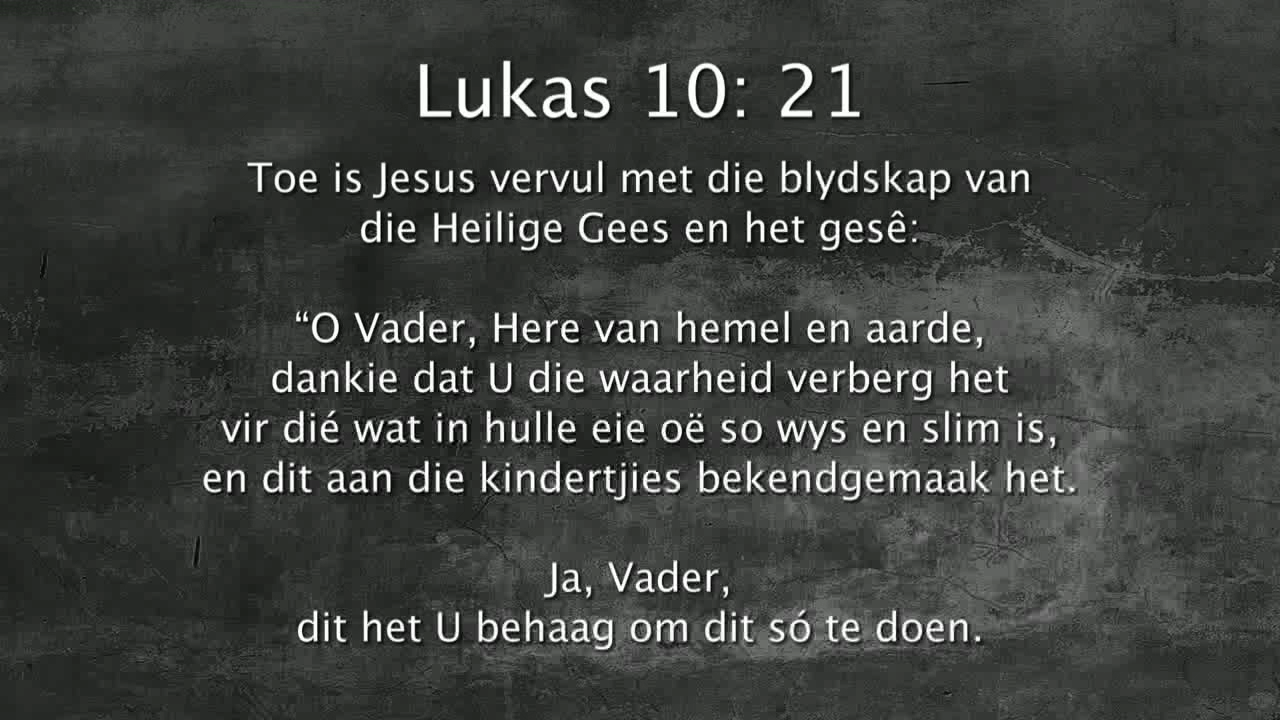 Lukas 10: 21
Toe is Jesus vervul met die blydskap van
die Heilige Gees en het gesê:
“O Vader, Here van hemel en aarde,
dankie dat U die waarheid verberg het
vir dié wat in hulle eie oë so wys en slim is,
en dit aan die kindertjies bekendgemaak het.
Ja, Vader,
dit het U behaag om dit só te doen.